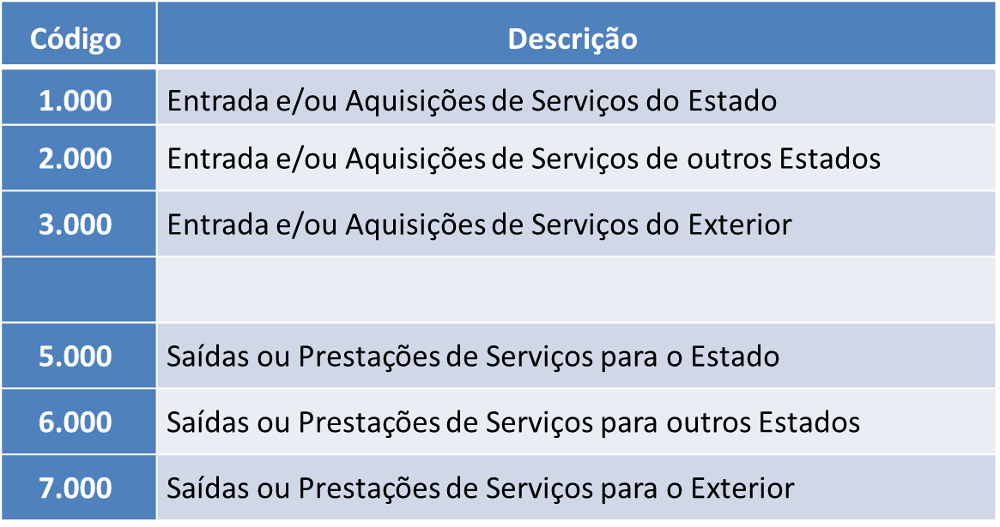 Código Descrição
1.000 Entrada e/ou Aquisições de Serviços do Estado
2.000 Entrada e/ou Aquisições de Serviços de outros Estados
3.000 Entrada e/ou Aquisições de Serviços do Exterior
5.000 Saídas ou Prestações de Serviços para o Estado
6.000 Saídas ou Prestações de Serviços para outros Estados
7.000 Saídas ou Prestações de Serviços para o Exterior